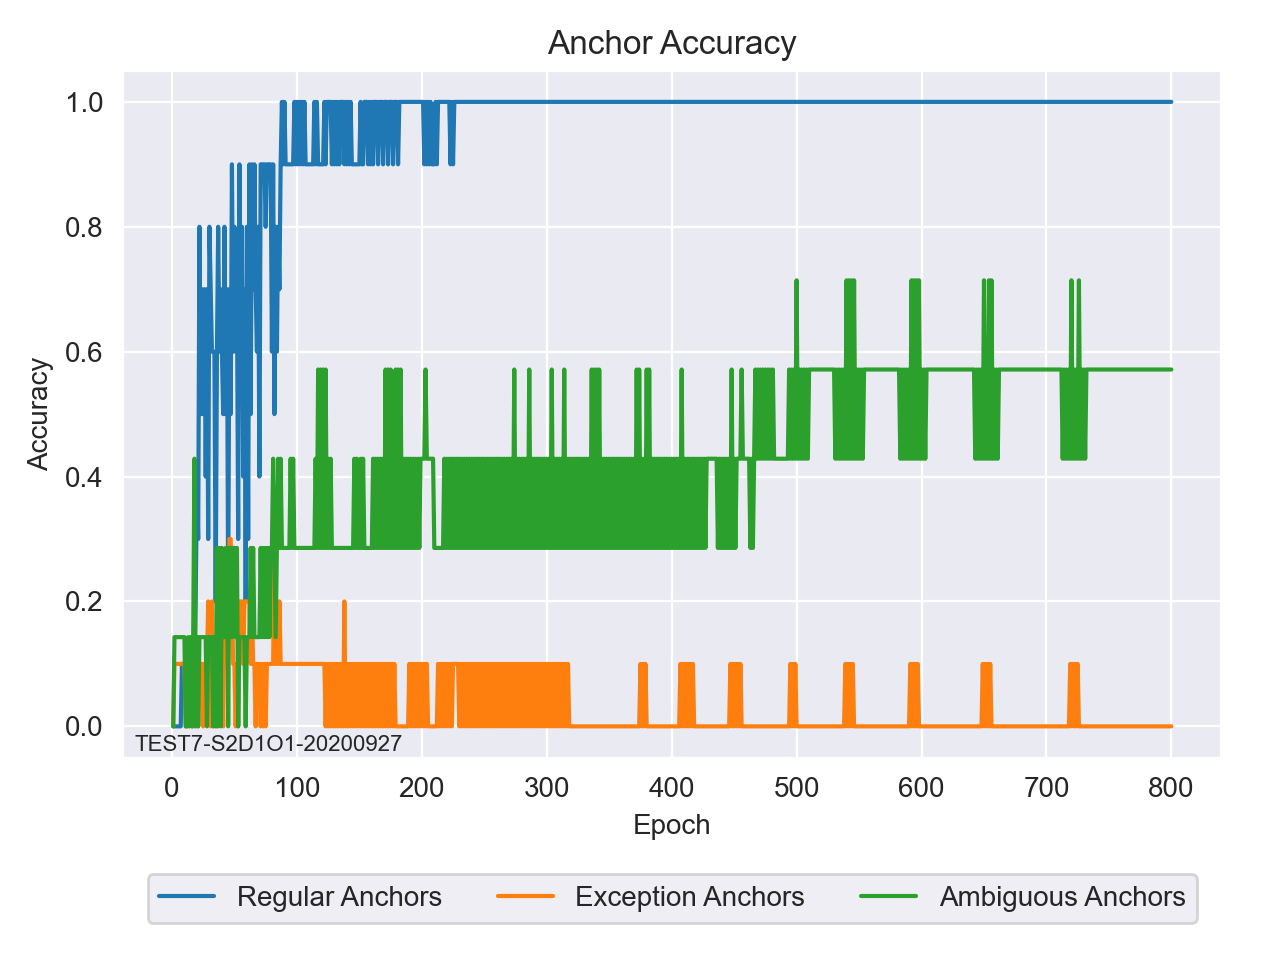 Anchor Accuracy
Accuracy
1.0
0.8
0.6
0.4
0.2
0.0
TEST7-S2D1O1-20200927
0 100 200 300 400 500 600 700 800
Epoch
Regular Anchors Exception Anchors Ambiguous Anchors